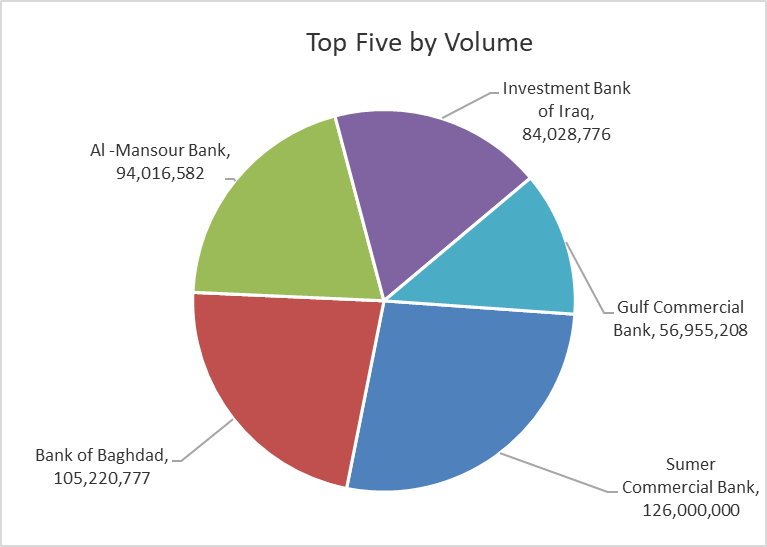 Top Five by Volume
Investment Bank
of Iraq,
84,028,776
Al -Mansour Bank,
94,016,582
Gulf Commercial
Bank, 56,955,208
Bank of Baghdad,
105,220,777
Sumer
Commercial Bank,
126,000,000